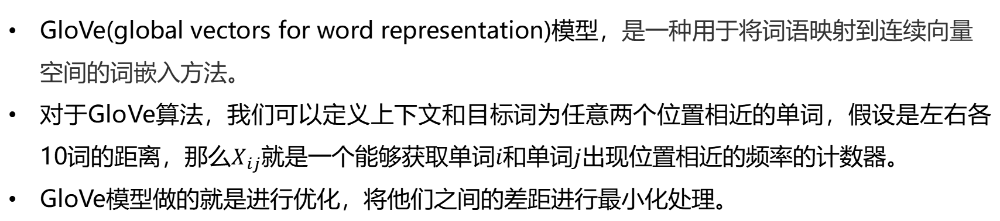 • GloVe(global vectors for word representation)模型，是一种用于将词语映射到连续向量
空间的词嵌入方法。
• 对于GloVe算法，我们可以定义上下文和目标词为任意两个位置相近的单词，假设是左右各
10词的距离，那么Xij就是一个能够获取单词i和单词j出现位置相近的频率的计数器。
• GloVe模型做的就是进行优化，将他们之间的差距进行最小化处理。